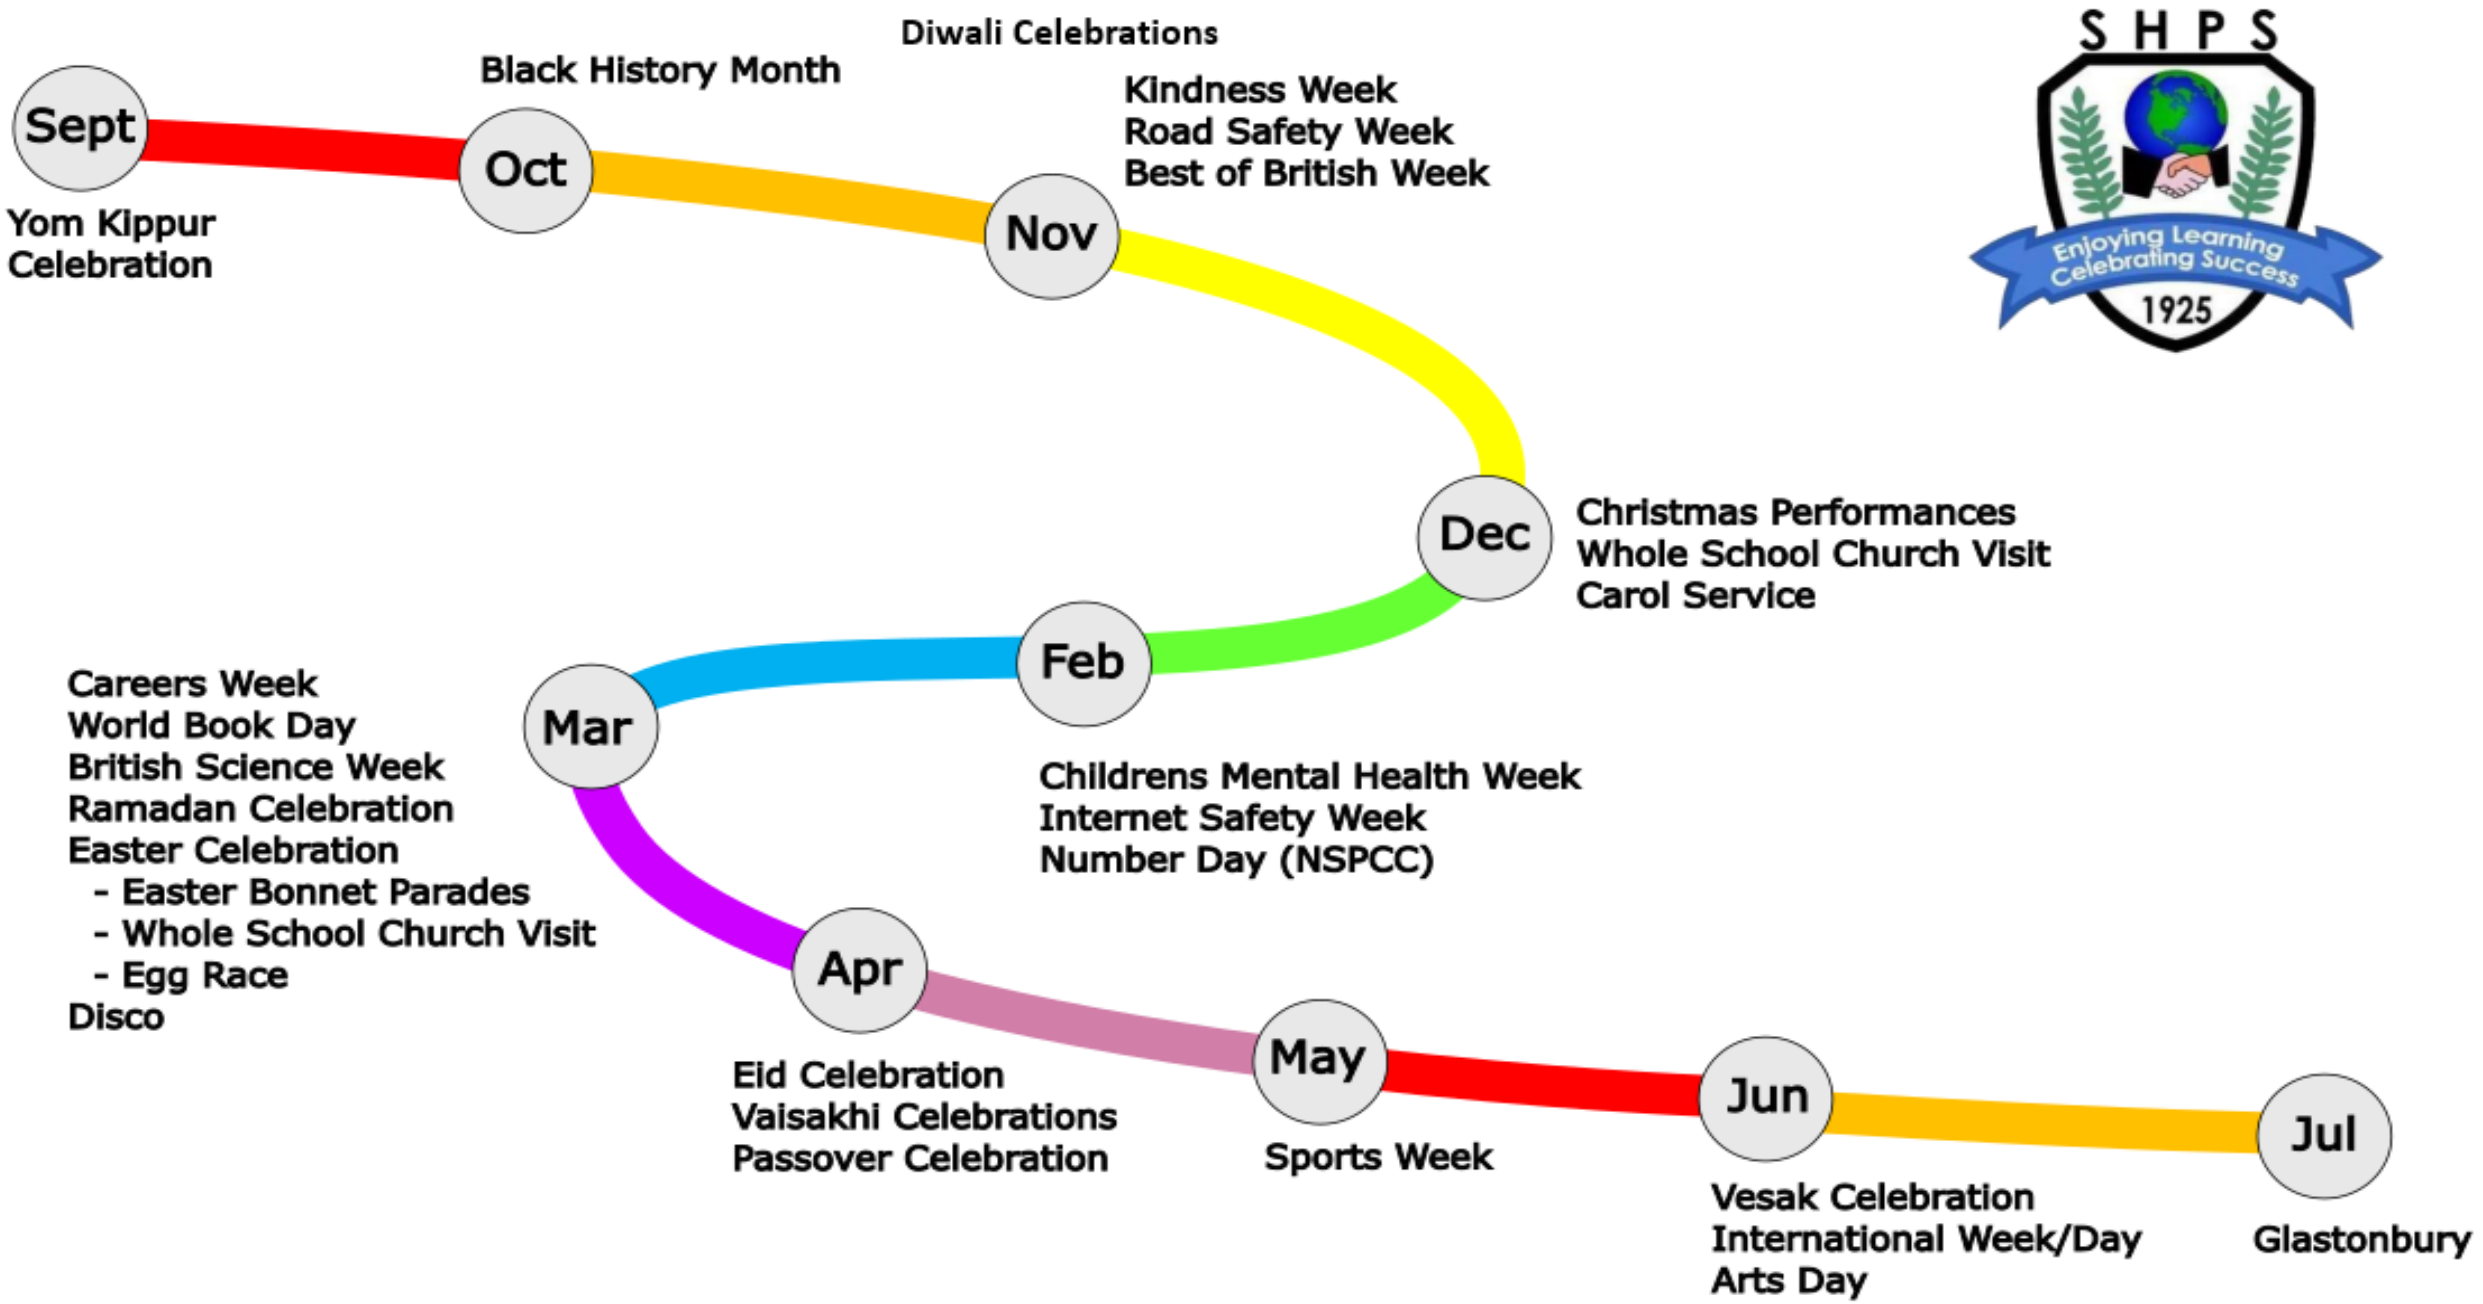 S H P S
Enjoying Learning
Celebrating Success
1925
Sept
Yom Kippur
Celebration
Oct
Black History Month
Diwali Celebrations
Nov
Kindness Week
Road Safety Week
Best of British Week
Dec
Christmas Performances
Whole School Church Visit
Carol Service
Feb
Childrens Mental Health Week
Internet Safety Week
Number Day (NSPCC)
Mar
Careers Week
World Book Day
British Science Week
Ramadan Celebration
Easter Celebration
- Easter Bonnet Parades
- Whole School Church Visit
- Egg Race
Disco
Apr
Eid Celebration
Vaisakhi Celebrations
Passover Celebration
May
Sports Week
Jun
Vesak Celebration
International Week/Day
Arts Day
Jul
Glastonbury